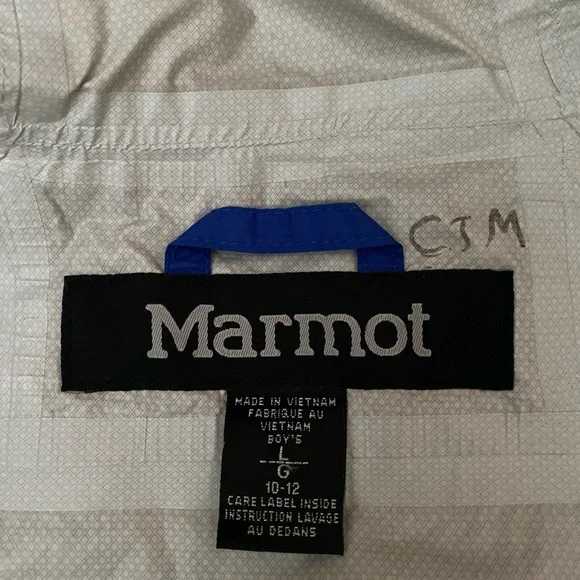 CJM
Marmot
MADE IN VIETNAM
FABRIQUE AU
VIETNAM
BOY'S
L
G
10-12
CARE LABEL INSIDE
INSTRUCTION LAVAGE
AU DEDANS